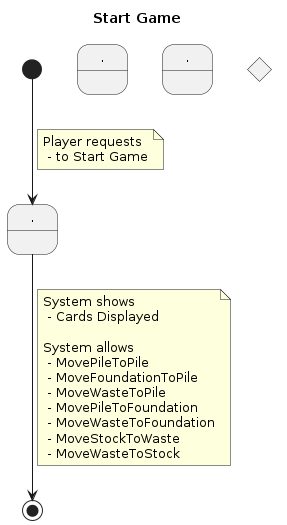 Start Game
.
.
Player requests
- to Start Game
.
System shows
- Cards Displayed
System allows
- MovePileToPile
- MoveFoundationToPile
- MoveWasteToPile
- MovePileToFoundation
- MoveWasteToFoundation
- MoveStockToWaste
- MoveWasteToStock